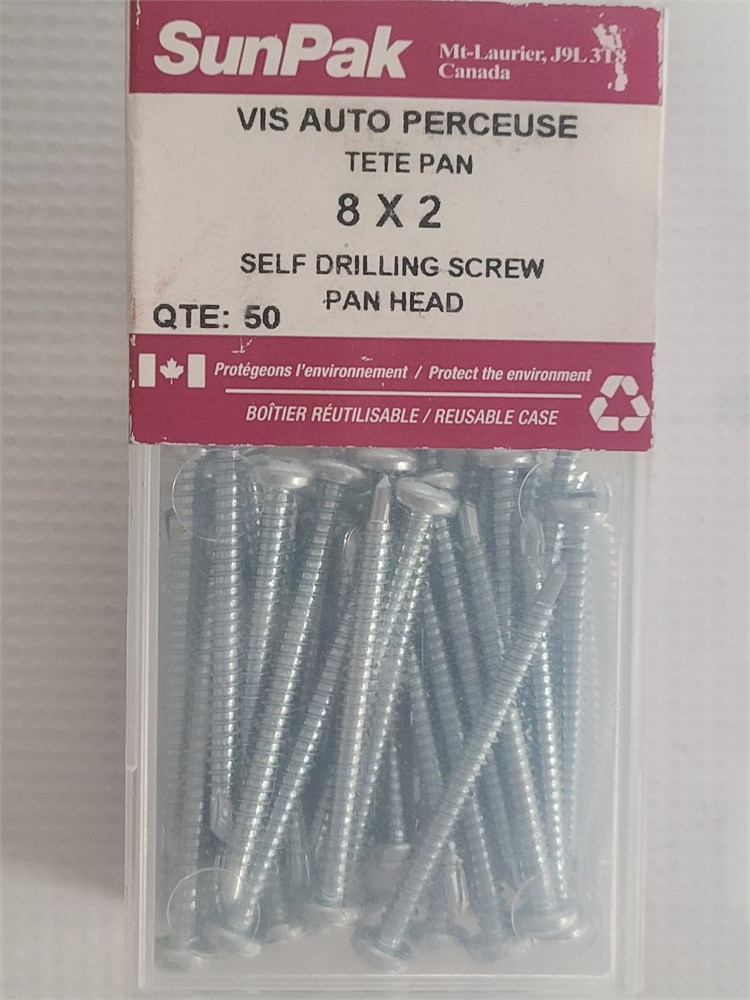 SunPak
Mt-Laurier, J9L 3T8
Canada
VIS AUTO PERCEUSE
TETE PAN
8 X 2
SELF DRILLING SCREW
PAN HEAD
QTE: 50
Protégeons l'environnement / Protect the environment
BOÎTIER RÉUTILISABLE / REUSABLE CASE